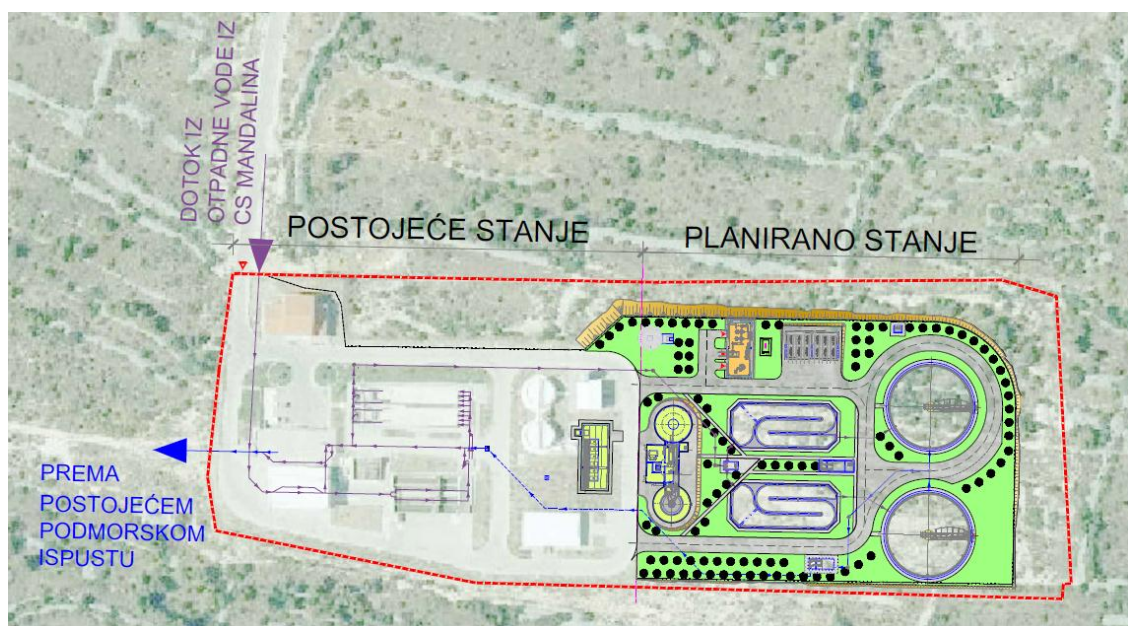 DOTOK IZ
OTPADNE VODE IZ
CS MANDALINA
POSTOJEĆE STANJE
PLANIRANO STANJE
PREMA
POSTOJEĆEM
PODMORSKOM
ISPUSTU